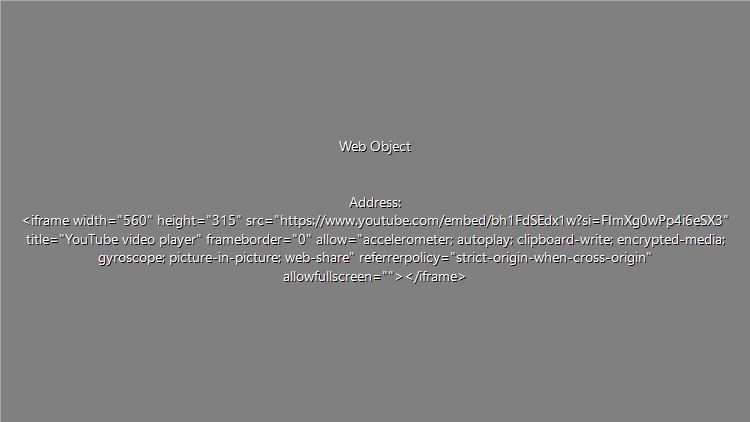 Web Object
Address:
<iframe width="560" height="315" src="https://www.youtube.com/embed/bh1FdSEdx1w?si=FImXg0wPp4i6eSX3"
title="YouTube video player" frameborder="0" allow="accelerometer; autoplay; clipboard-write; encrypted-media;
gyroscope; picture-in-picture; web-share" referrerpolicy="strict-origin-when-cross-origin"
allowfullscreen=""></iframe>